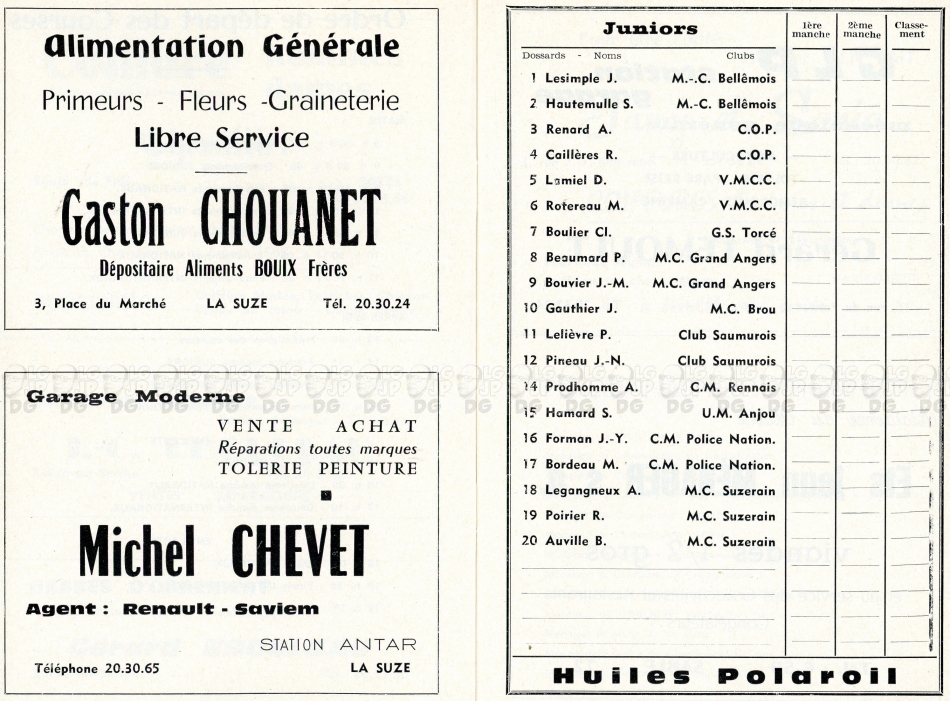 Alimentation Générale
Primeurs - Fleurs -Graineterie
Libre Service
Gaston CHOUANET
Dépositaire Aliments BOUIX Frères
3, Place du Marché LA SUZE Tél. 20.30.24
Garage Moderne
VENTE ACHAT
Réparations toutes marques
TOLERIE PEINTURE
Michel CHEVET
Agent : Renault - Saviem
STATION ANTAR
Téléphone 20.30.65 LA SUZE
Juniors 1ère manche 2ème manche Classe-ment
Dossards - Noms Clubs
1 Lesimple J. M.-.C. Bellêmois
2 Hautemulle S. M.-C. Bellêmois
3 Renard A. C.O.P.
4 Caillères R. C.O.P.
5 Lamiel D. V.M.C.C.
6 Rotereau M. V.M.C.C.
7 Boulier Cl. G.S. Torcé
8 Beaumard P. M.C. Grand Angers
9 Bouvier J.-M. M.C. Grand Angers
10 Gauthier J. M.C. Brou
11 Lelièvre P. Club Saumurois
12 Pineau J.-N. Club Saumurois
14 Prodhomme A. C.M. Rennais
15 Hamard S. U.M. Anjou
16 Forman J.-Y. C.M. Police Nation.
17 Bordeau M. C.M. Police Nation.
18 Legangneux A. M.C. Suzerain
19 Poirier R. M.C. Suzerain
20 Auville B. M.C. Suzerain
Huiles Polaroil